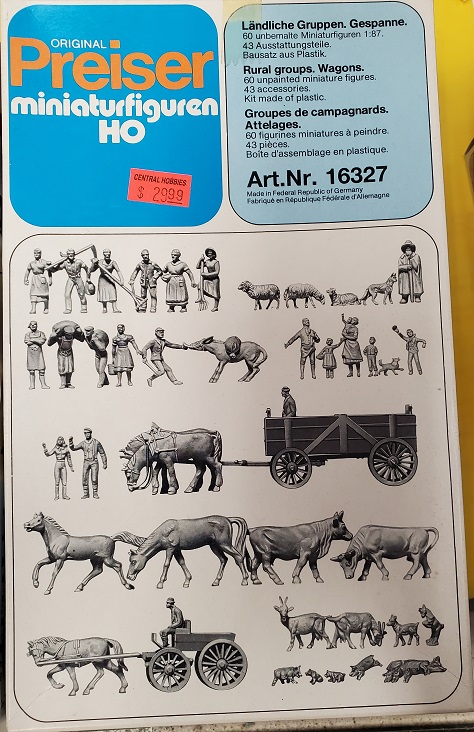 ORIGINAL
Preiser
miniaturfiguren
HO
CENTRAL HOBBIES
$ 29.99
Ländliche Gruppen. Gespanne.
60 unbemalte Miniaturfiguren 1:87.
43 Ausstattungsteile.
Bausatz aus Plastik.
Rural groups. Wagons.
60 unpainted miniature figures.
43 accessories.
Kit made of plastic.
Groupes de campagnards.
Attelages.
60 figurines miniatures à peindre.
43 pièces.
Boîte d'assemblage en plastique.
Art.Nr. 16327
Made in Federal Republic of Germany
Fabriqué en République Fédérale d'Allemagne